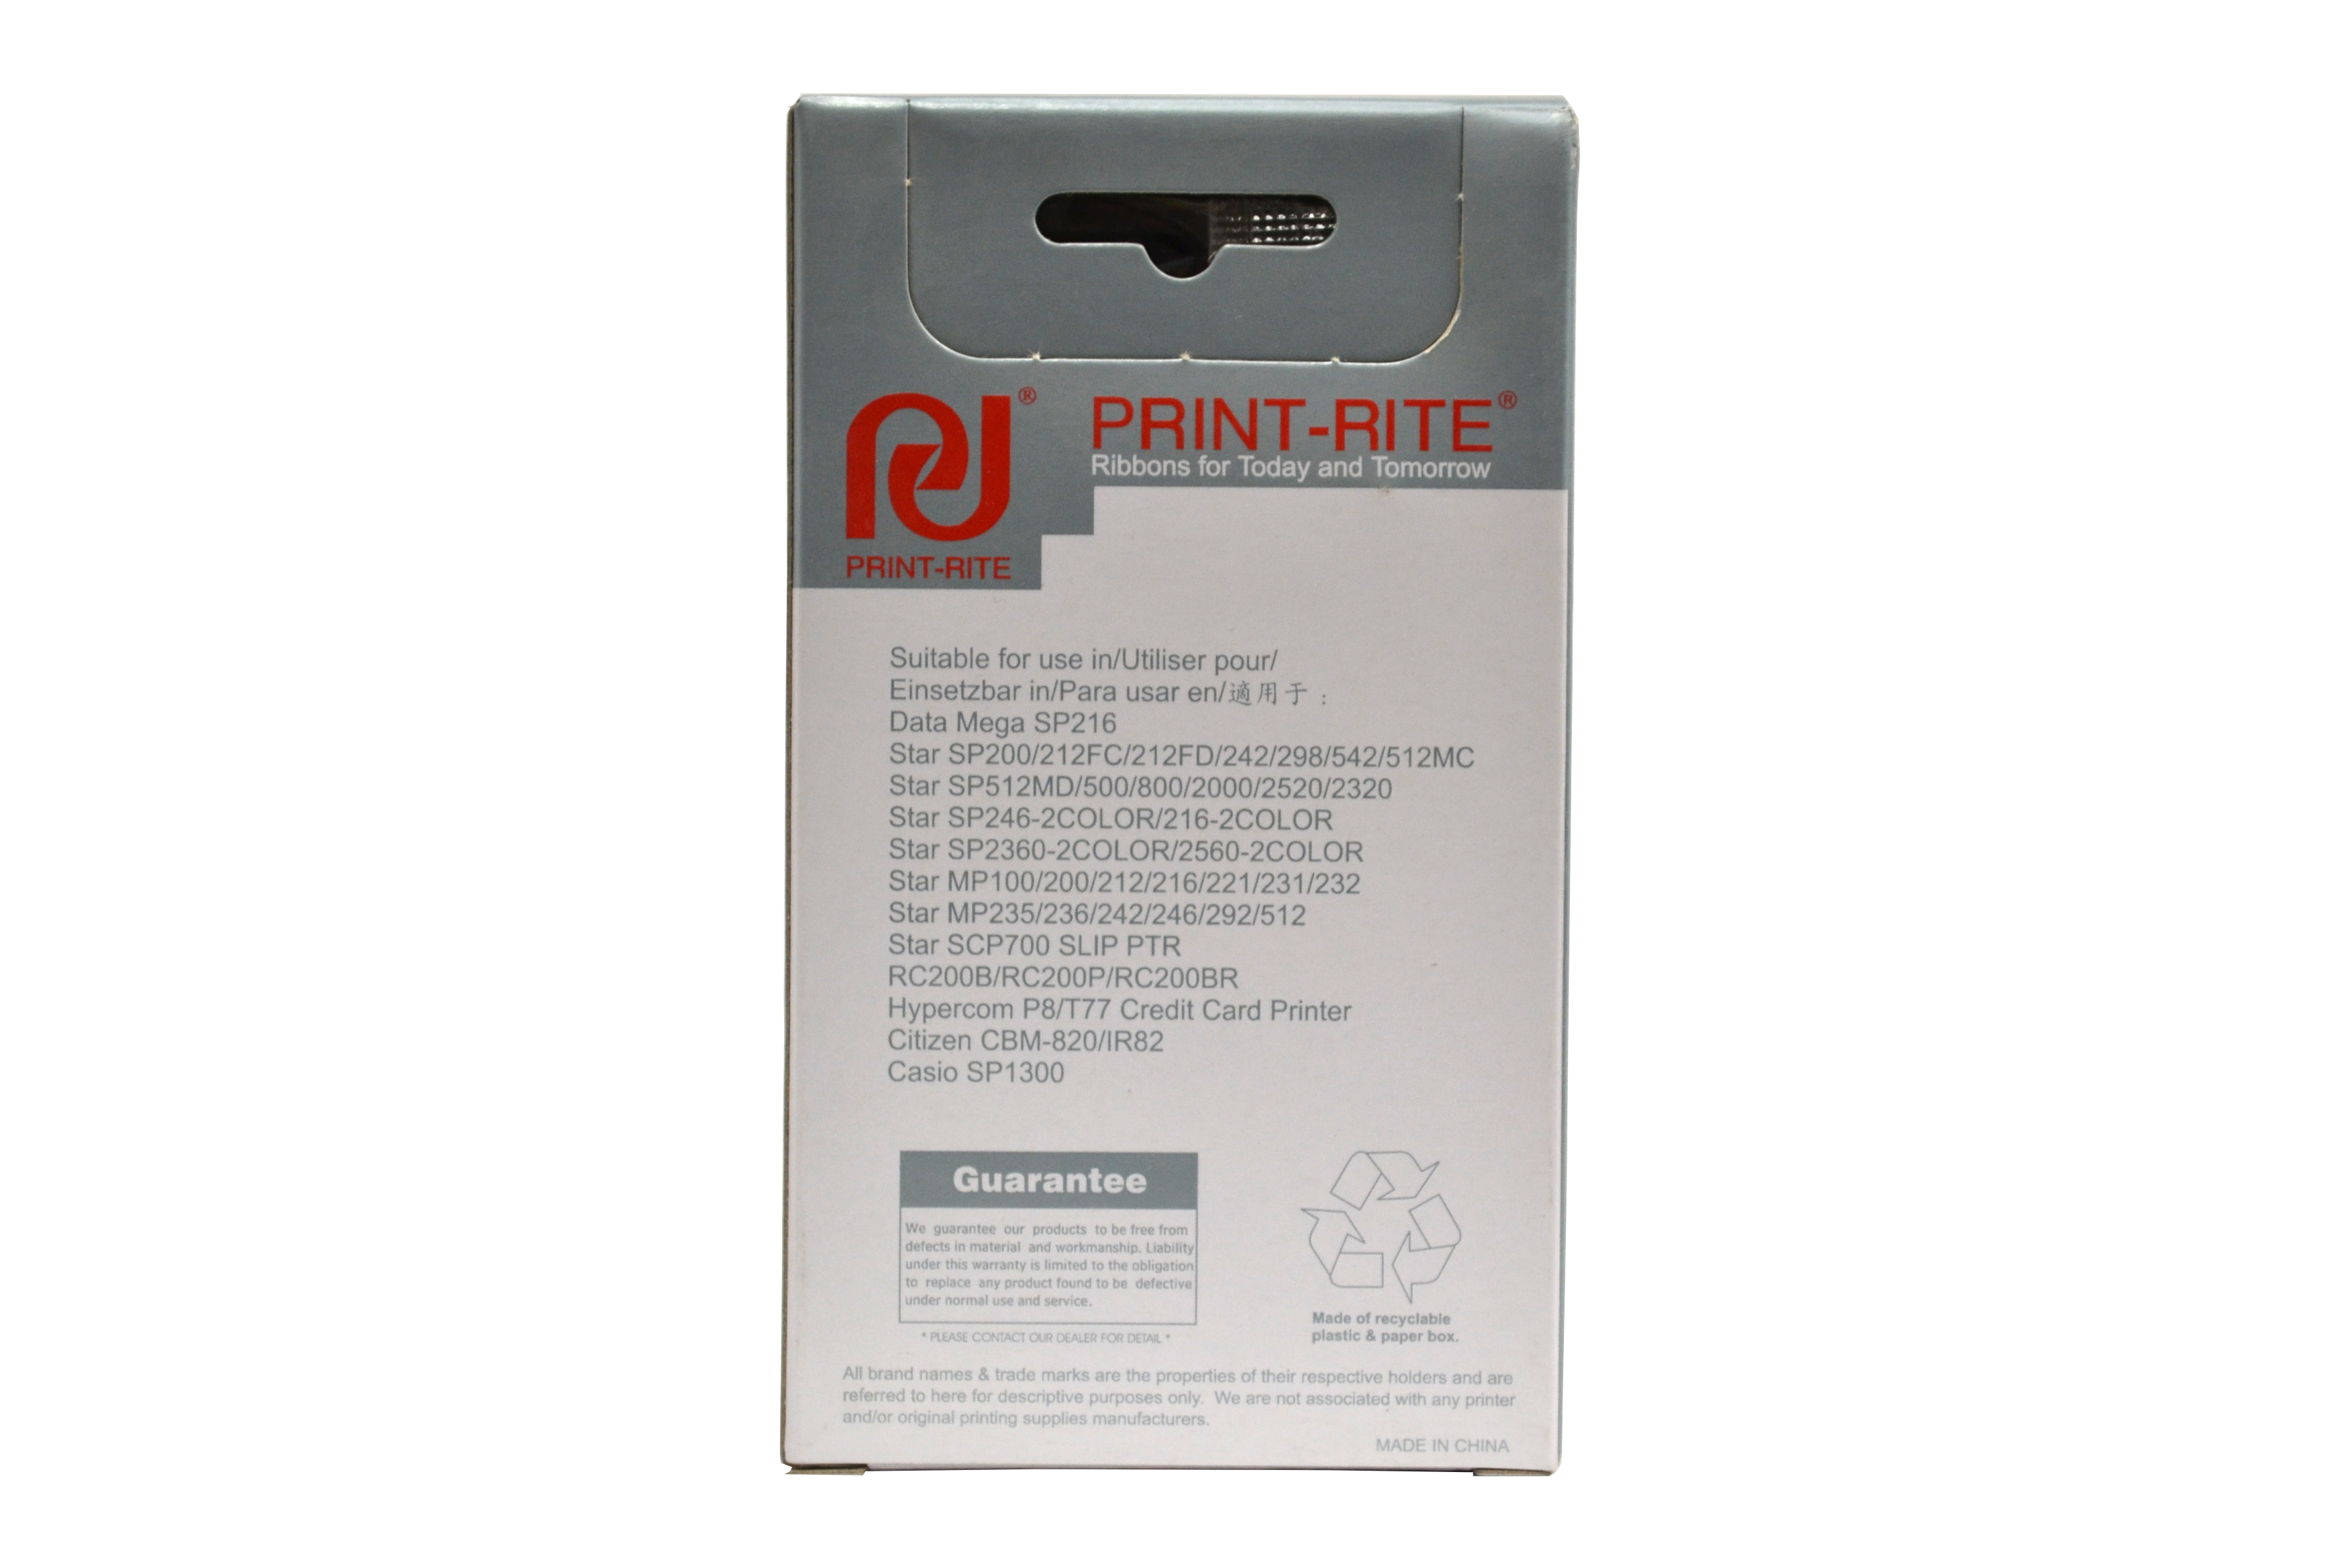 PRINT-RITE®
Ribbons for Today and Tomorrow
®
PRINT-RITE
Suitable for use in/Utiliser pour/
Einsetzbar in/Para usar en/適用于：
Data Mega SP216
Star SP200/212FC/212FD/242/298/542/512MC
Star SP512MD/500/800/2000/2520/2320
Star SP246-2COLOR/216-2COLOR
Star SP2360-2COLOR/2560-2COLOR
Star MP100/200/212/216/221/231/232
Star MP235/236/242/246/292/512
Star SCP700 SLIP PTR
RC200B/RC200P/RC200BR
Hypercom P8/T77 Credit Card Printer
Citizen CBM-820/IR82
Casio SP1300
Guarantee
We guarantee our products to be free from
defects in material and workmanship. Liability
under this warranty is limited to the obligation
to replace any product found to be defective
under normal use and service.
* PLEASE CONTACT OUR DEALER FOR DETAIL *
Made of recyclable
plastic & paper box.
All brand names & trade marks are the properties of their respective holders and are
referred to here for descriptive purposes only. We are not associated with any printer
and/or original printing supplies manufacturers.
MADE IN CHINA